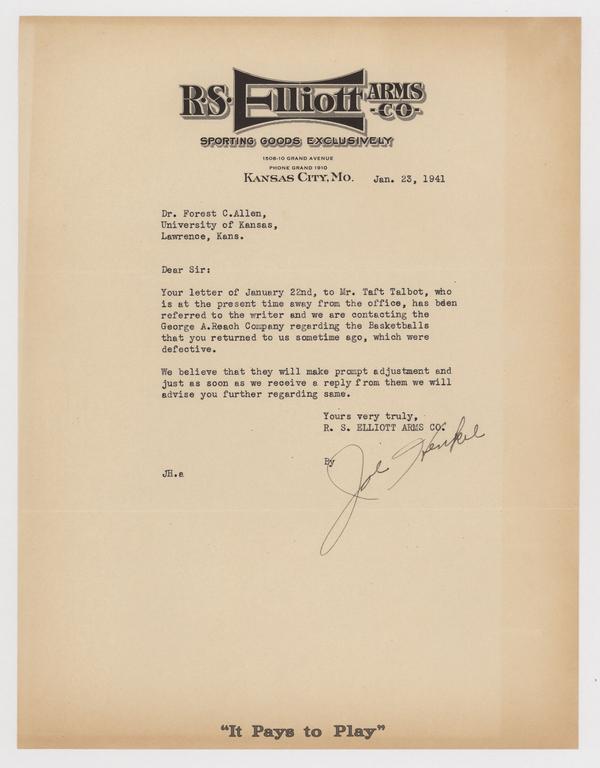 R.S. Elliott ARMS CO.
SPORTING GOODS EXCLUSIVELY
1508-10 GRAND AVENUE
PHONE GRAND 1910
KANSAS CITY, MO. Jan. 23, 1941
Dr. Forest C.Allen,
University of Kansas,
Lawrence, Kans.
Dear Sir:
Your letter of January 22nd, to Mr. Taft Talbot, who
is at the present time away from the office, has been
referred to the writer and we are contacting the
George A.Reach Company regarding the Basketballs
that you returned to us sometime ago, which were
defective.
We believe that they will make prompt adjustment and
just as soon as we receive a reply from them we will
advise you further regarding same.
Yours very truly,
R. S. ELLIOTT ARMS CO.
By Joe Henkel
JH.a
"It Pays to Play"